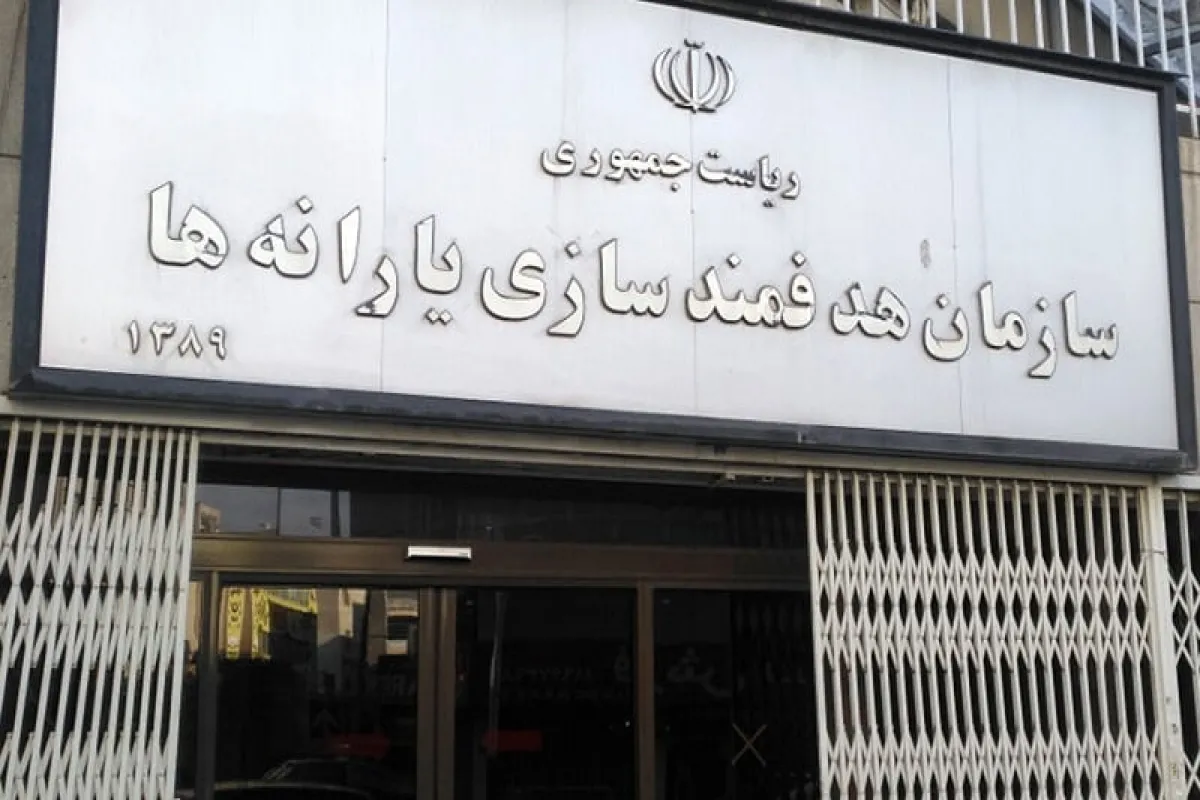 ریاست جمهوری
سازمان هدفمند سازی یارانه ها
۱۳۸۹